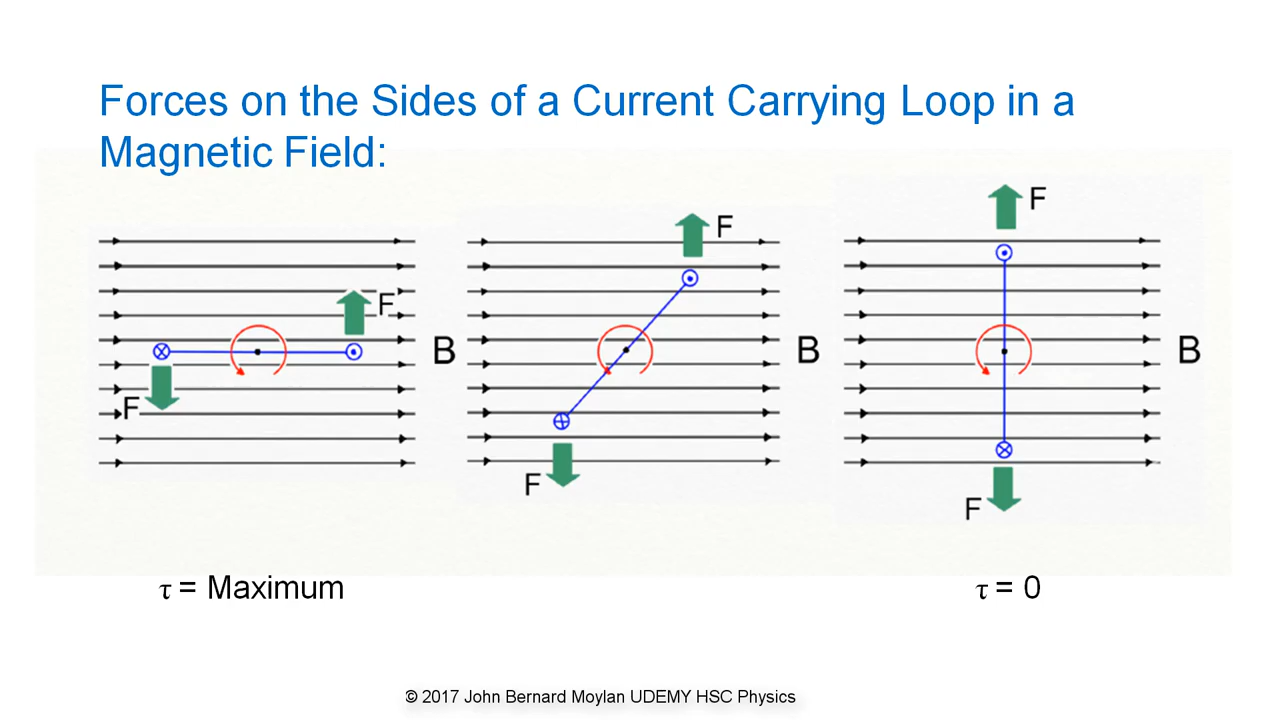 Forces on the Sides of a Current Carrying Loop in a
Magnetic Field:
F
F
B
F
F
B
F
F
B
τ = Maximum
τ = 0
© 2017 John Bernard Moylan UDEMY HSC Physics